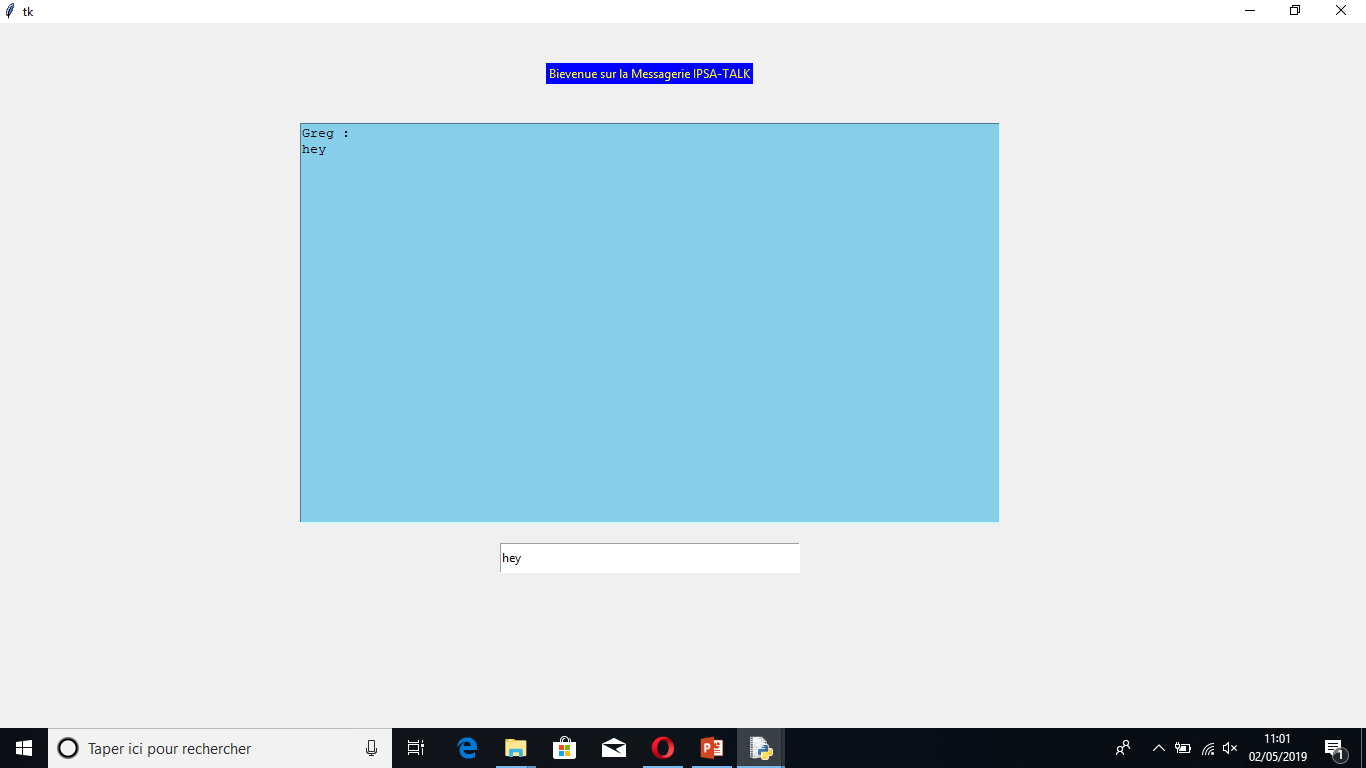 tk
Bievenue sur la Messagerie IPSA-TALK
Greg :
hey
hey
Taper ici pour rechercher
11:01
02/05/2019
1